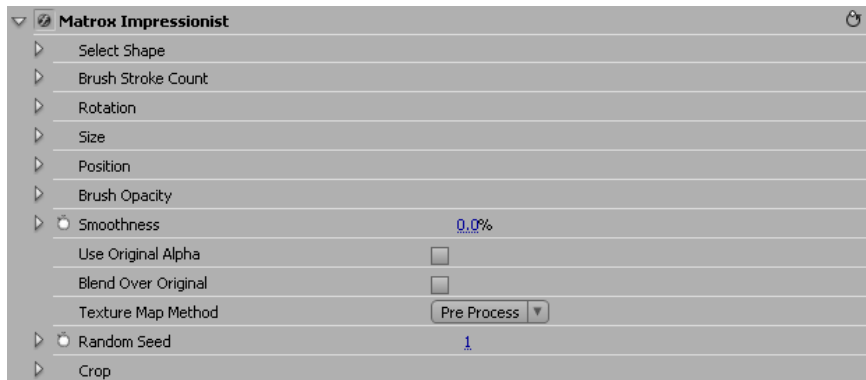 Matrox Impressionist
Select Shape
Brush Stroke Count
Rotation
Size
Position
Brush Opacity
Smoothness 0.0%
Use Original Alpha
Blend Over Original
Texture Map Method Pre Process
Random Seed 1
Crop